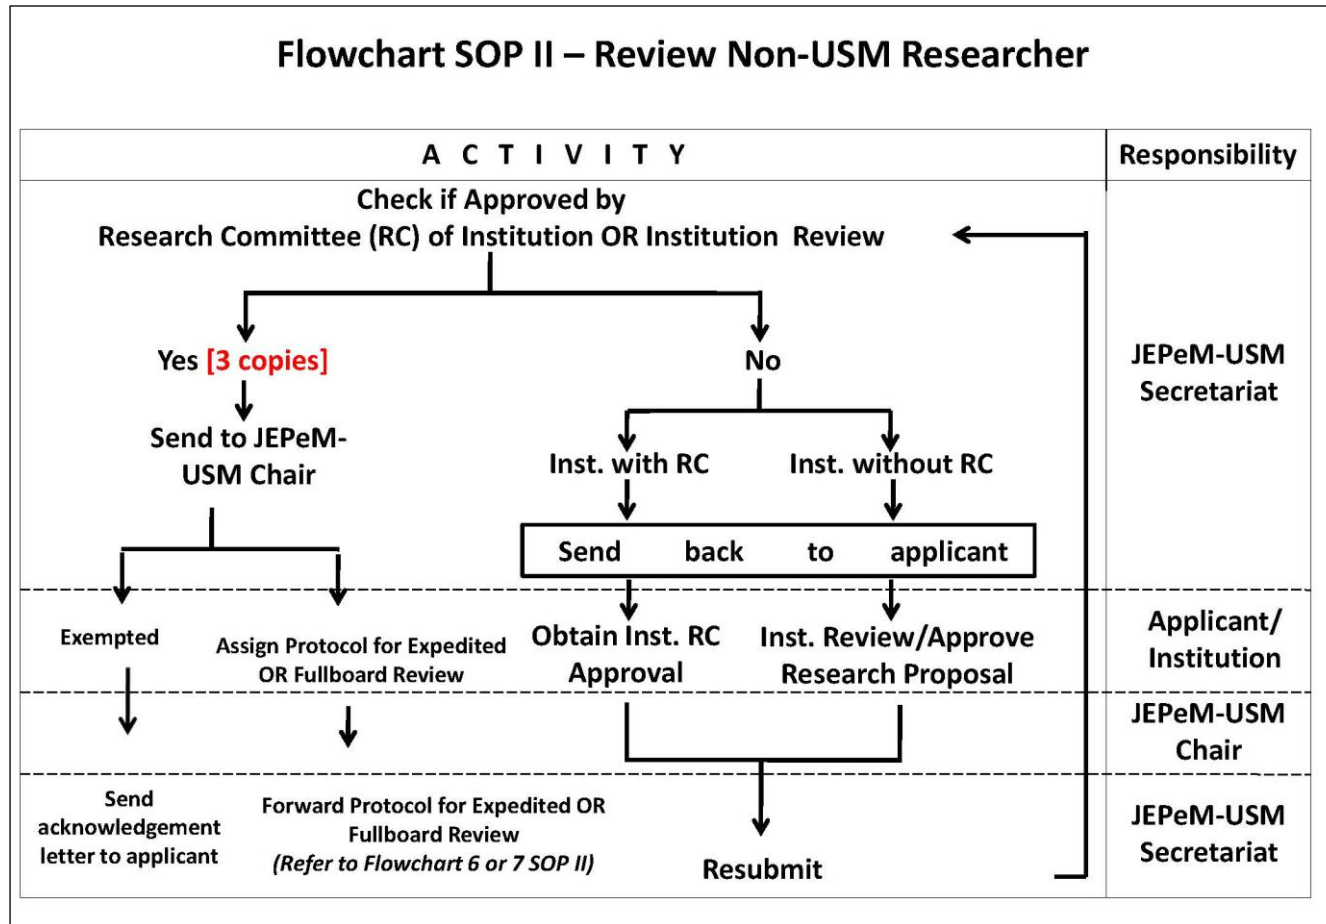 Flowchart SOP II – Review Non-USM Researcher
A C T I V I T Y
Responsibility
Check if Approved by
Research Committee (RC) of Institution OR Institution Review
Yes [3 copies]
No
JEPeM-USM
Secretariat
Send to JEPeM-
USM Chair
Inst. with RC
Inst. without RC
Send back to applicant
Exempted
Assign Protocol for Expedited
OR Fullboard Review
Obtain Inst. RC
Approval
Inst. Review/Approve
Research Proposal
Applicant/
Institution
JEPeM-USM
Chair
Send
acknowledgement
letter to applicant
Forward Protocol for Expedited OR
Fullboard Review
(Refer to Flowchart 6 or 7 SOP II)
Resubmit
JEPeM-USM
Secretariat